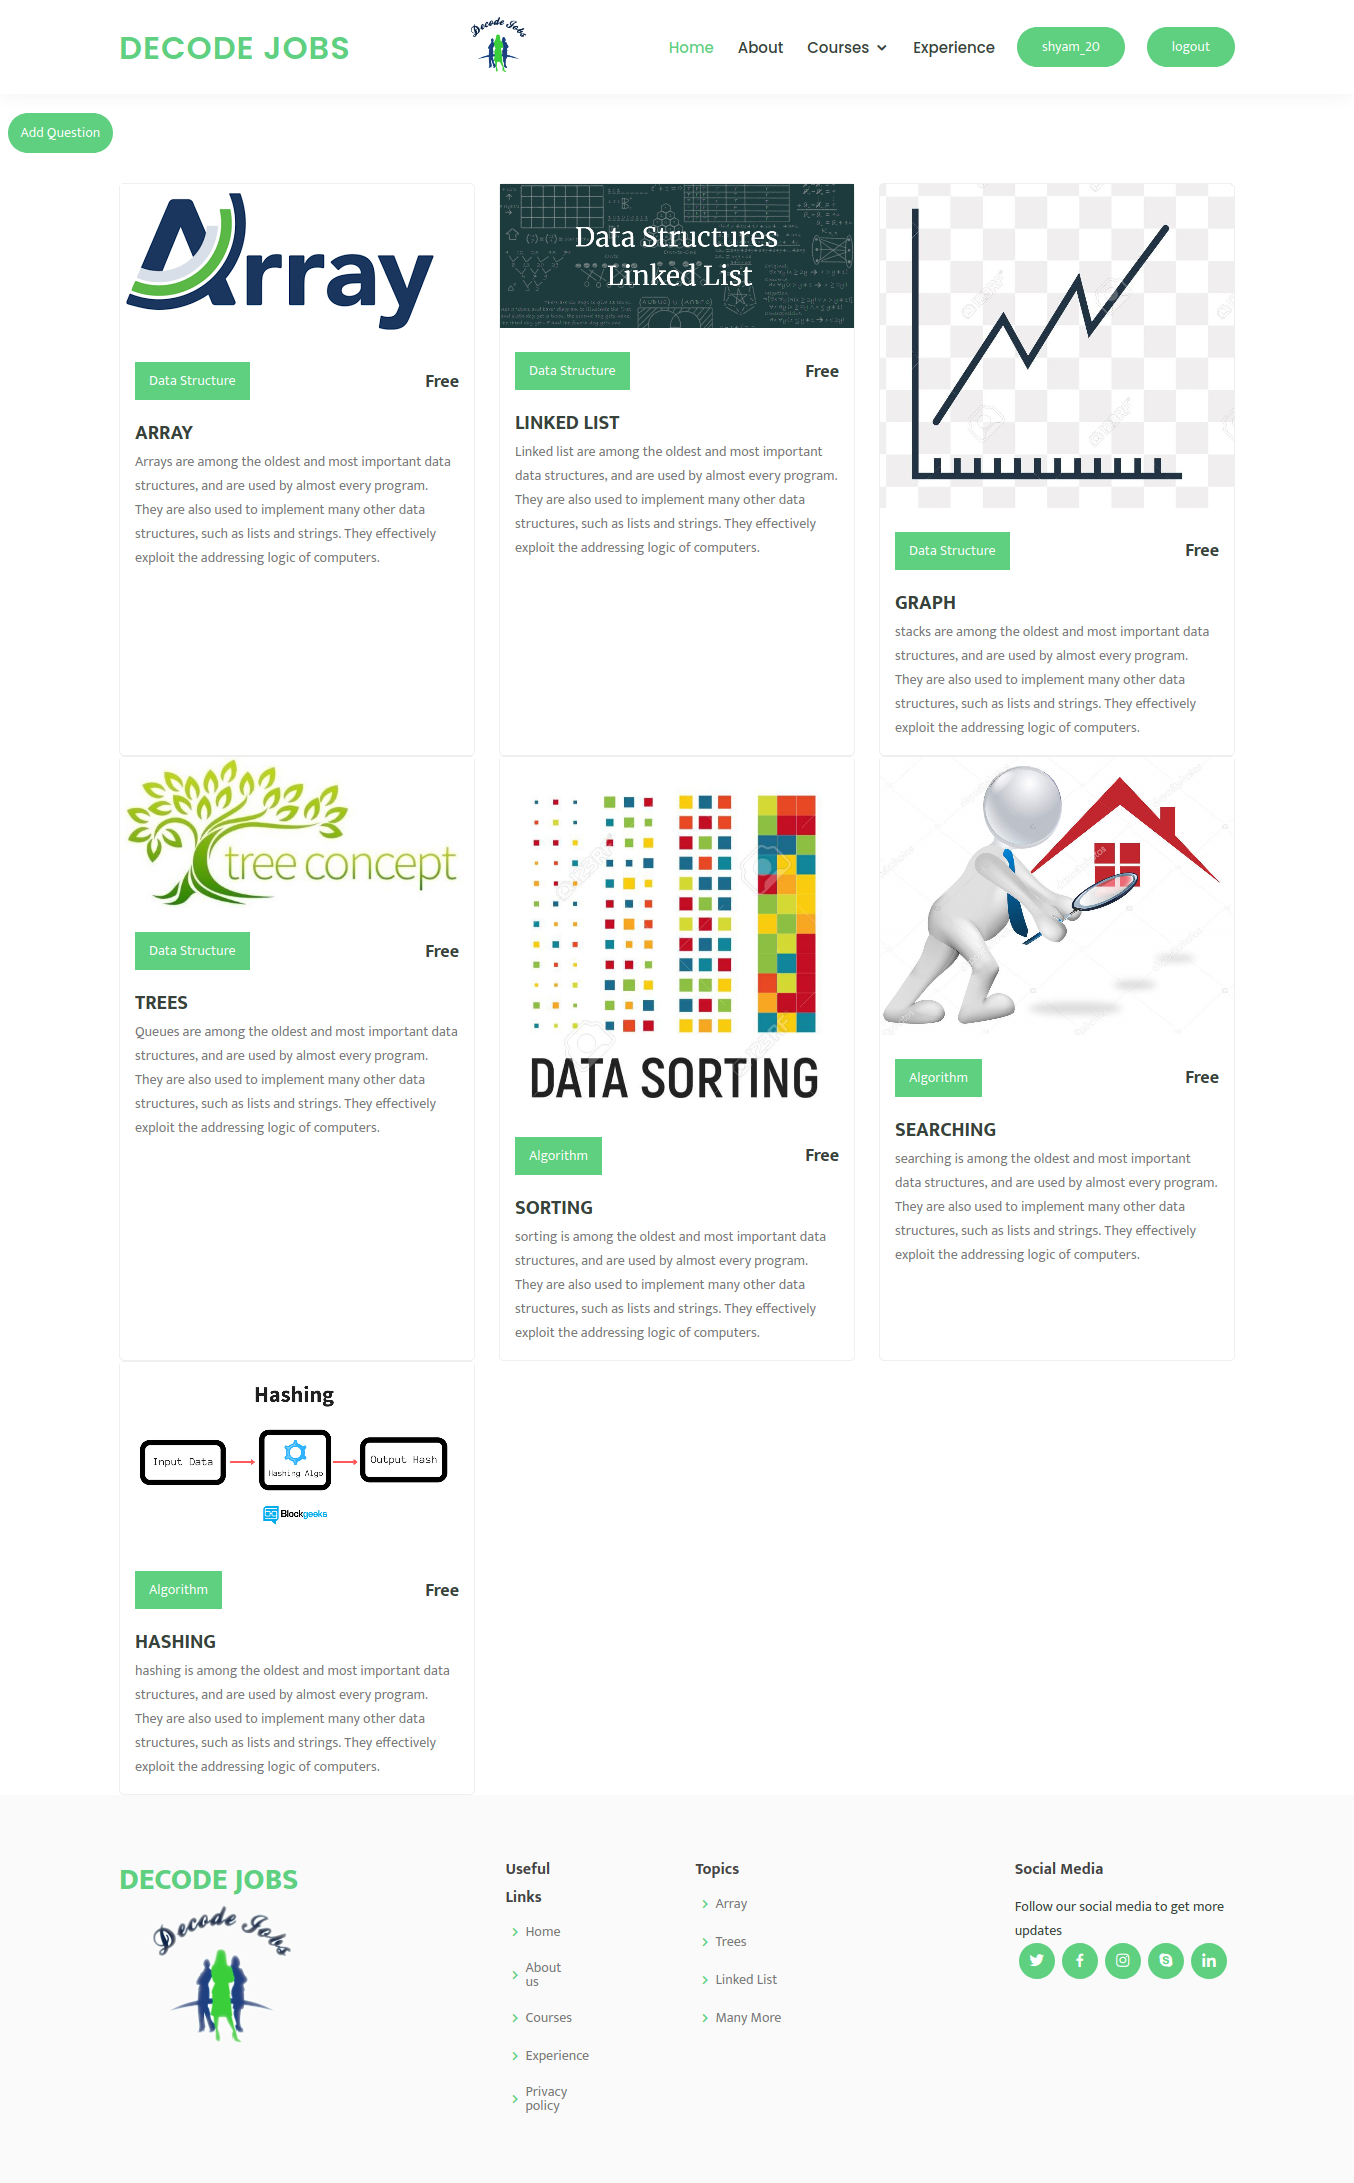 DECODE JOBS
Decode Jobs
Home
About
Courses
Experience
shyam_20
logout
Add Question
Array
Data Structure
Free
ARRAY
Arrays are among the oldest and most important data
structures, and are used by almost every program.
They are also used to implement many other data
structures, such as lists and strings. They effectively
exploit the addressing logic of computers.
Data Structures
Linked List
Data Structure
Free
LINKED LIST
Linked list are among the oldest and most important
data structures, and are used by almost every program.
They are also used to implement many other data
structures, such as lists and strings. They effectively
exploit the addressing logic of computers.
123RF
Data Structure
Free
GRAPH
stacks are among the oldest and most important data
structures, and are used by almost every program.
They are also used to implement many other data
structures, such as lists and strings. They effectively
exploit the addressing logic of computers.
tree concept
Data Structure
Free
TREES
Queues are among the oldest and most important data
structures, and are used by almost every program.
They are also used to implement many other data
structures, such as lists and strings. They effectively
exploit the addressing logic of computers.
123RF
DATA SORTING
Algorithm
Free
SORTING
sorting is among the oldest and most important data
structures, and are used by almost every program.
They are also used to implement many other data
structures, such as lists and strings. They effectively
exploit the addressing logic of computers.
Algorithm
Free
SEARCHING
searching is among the oldest and most important
data structures, and are used by almost every program.
They are also used to implement many other data
structures, such as lists and strings. They effectively
exploit the addressing logic of computers.
Hashing
Input Data
Hashing Algo
Output Hash
Blockgeeks
Algorithm
Free
HASHING
hashing is among the oldest and most important data
structures, and are used by almost every program.
They are also used to implement many other data
structures, such as lists and strings. They effectively
exploit the addressing logic of computers.
DECODE JOBS
Decode Jobs
Useful
Links
Home
About
us
Courses
Experience
Privacy
policy
Topics
Array
Trees
Linked List
Many More
Social Media
Follow our social media to get more
updates